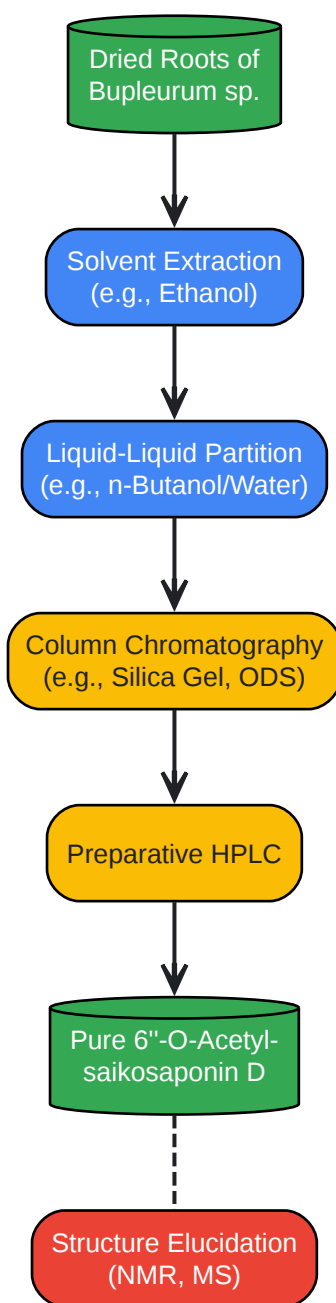 Dried Roots of
Bupleurum sp.
Solvent Extraction
(e.g., Ethanol)
Liquid-Liquid Partition
(e.g., n-Butanol/Water)
Column Chromatography
(e.g., Silica Gel, ODS)
Preparative HPLC
Pure 6''-O-Acetyl-
saikosaponin D
Structure Elucidation
(NMR, MS)